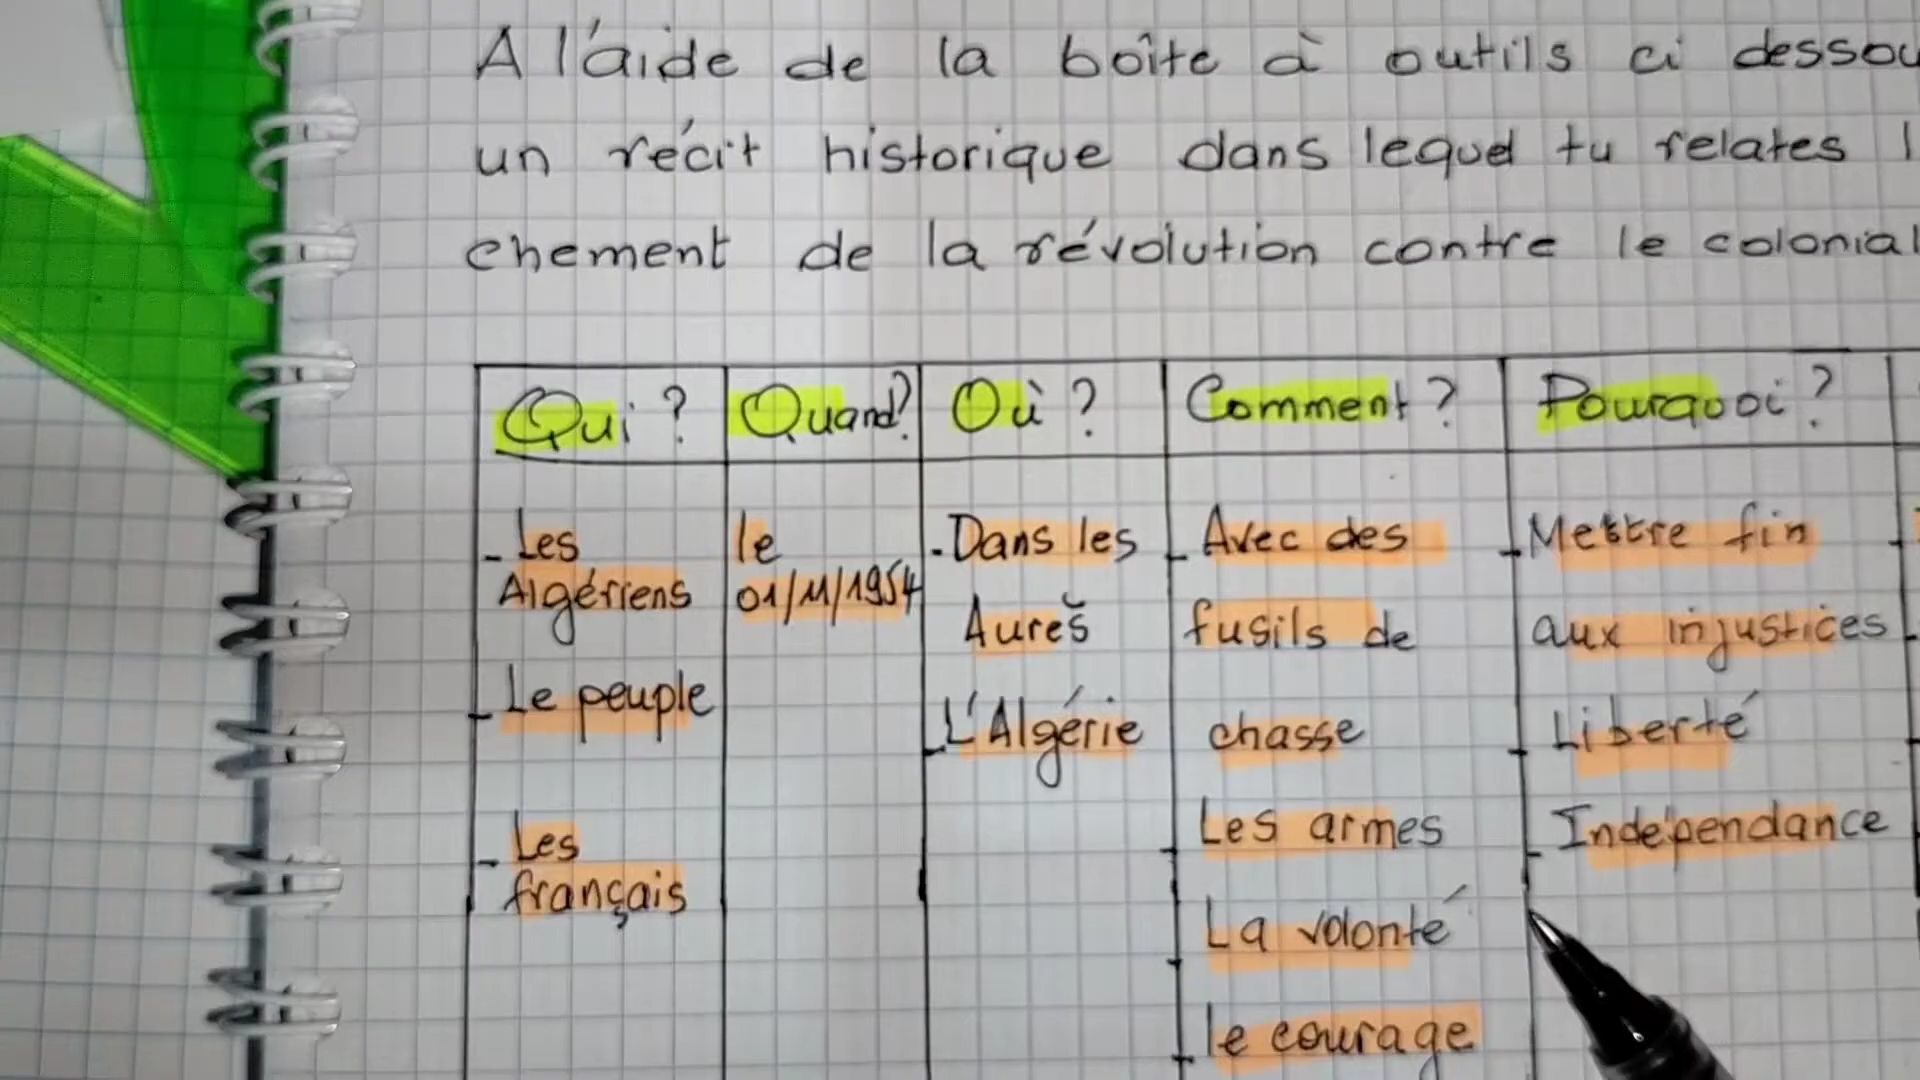 A l'aide de la boîte à outils ci dessou
un récit historique dans lequel tu relates l
chement de la révolution contre le colonial
Qui ? Quand? Où ? Comment ? Pourquoi ?
- Les
Algériens
- Le peuple
- Les
français
le
01/11/1954
- Dans les
Aurès
- L'Algérie
- Avec des
fusils de
chasse
- Les armes
- La volonté
- le courage
- Mettre fin
aux injustices
- Liberté
- Indépendance